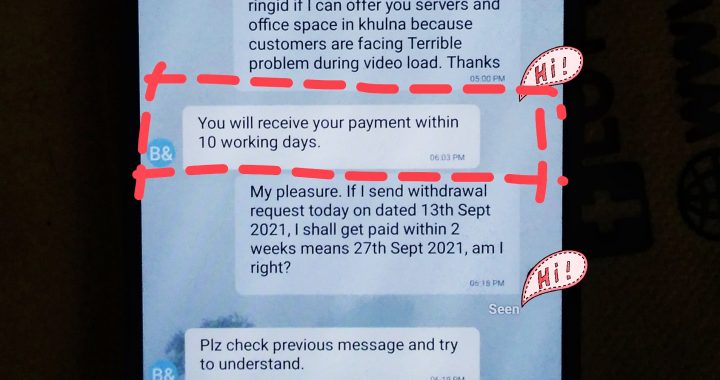 ringid if I can offer you servers and
office space in khulna because
customers are facing Terrible
problem during video load. Thanks
05:00 PM
Hi!
You will receive your payment within
10 working days.
B&
06:03 PM
My pleasure. If I send withdrawal
request today on dated 13th Sept
2021, I shall get paid within 2
weeks means 27th Sept 2021, am I
right?
06:18 PM
Hi!
Seen
Plz check previous message and try
to understand.
B&